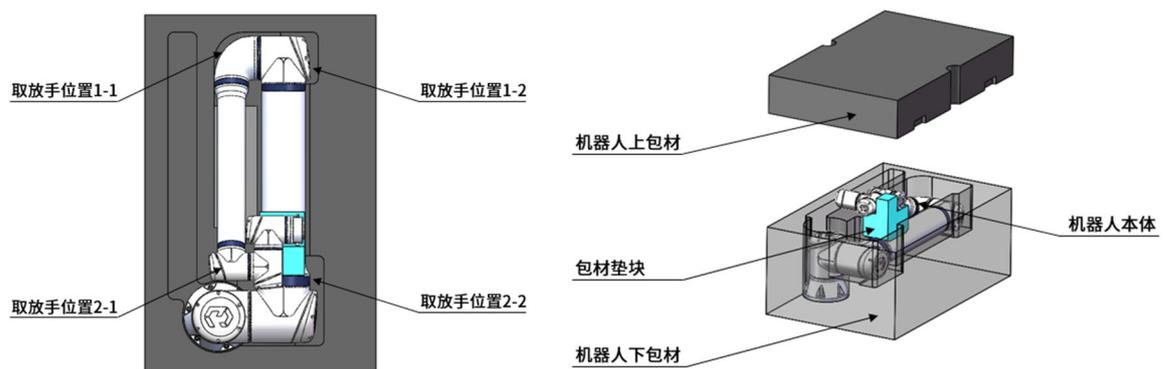 取放手位置1-1
取放手位置1-2
取放手位置2-1
取放手位置2-2
机器人上包材
机器人本体
包材垫块
机器人下包材